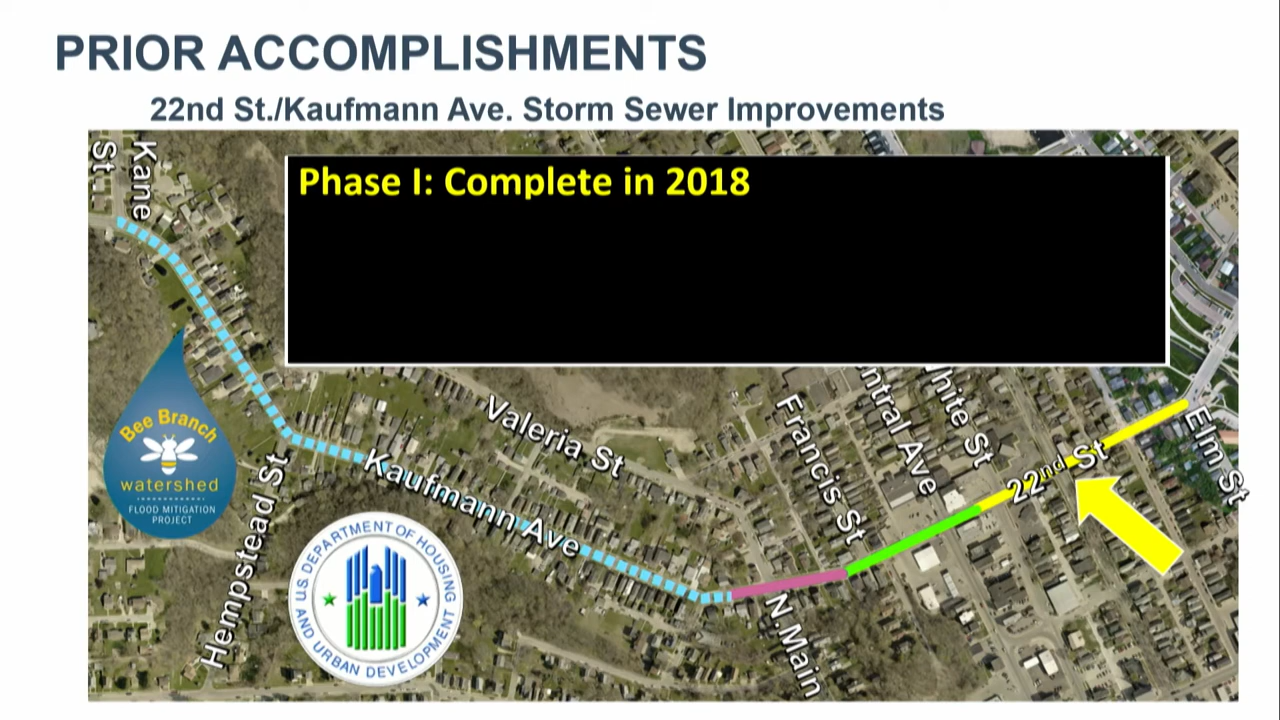 PRIOR ACCOMPLISHMENTS
22nd St./Kaufmann Ave. Storm Sewer Improvements
Kane
St
Phase I: Complete in 2018
Bee Branch
watershed
FLOOD MITIGATION
PROJECT
Valeria St
Kaufmann Ave
Hempstead St
U.S. DEPARTMENT OF HOUSING
AND URBAN DEVELOPMENT
Francis St
ntral Ave
hite St
22nd St
Elm St
N. Main